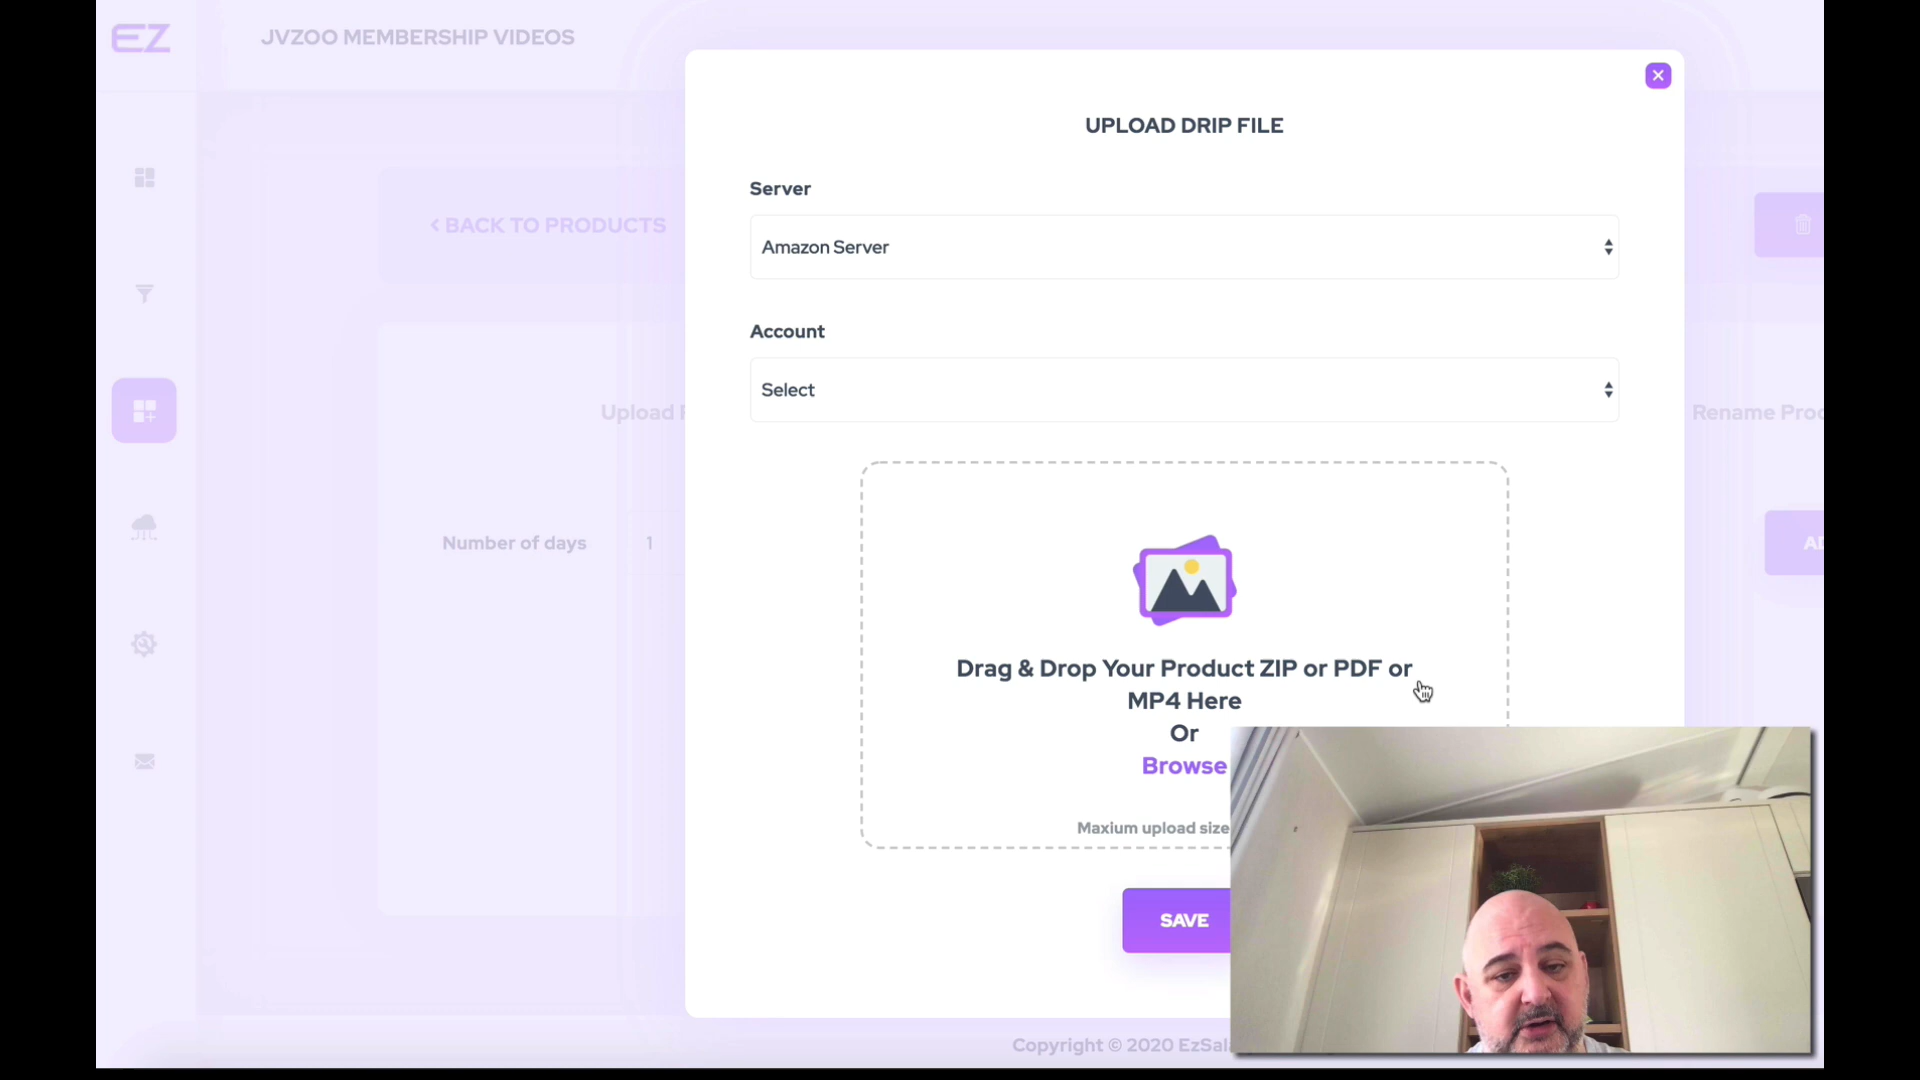 EZ
JVZOO MEMBERSHIP VIDEOS
UPLOAD DRIP FILE
Server
< BACK TO PRODUCTS
Amazon Server
Account
Select
Upload
Rename
Number of days 1
Drag & Drop Your Product ZIP or PDF or
MP4 Here
Or
Browse
Maxium upload size
SAVE
Copyright © 2020